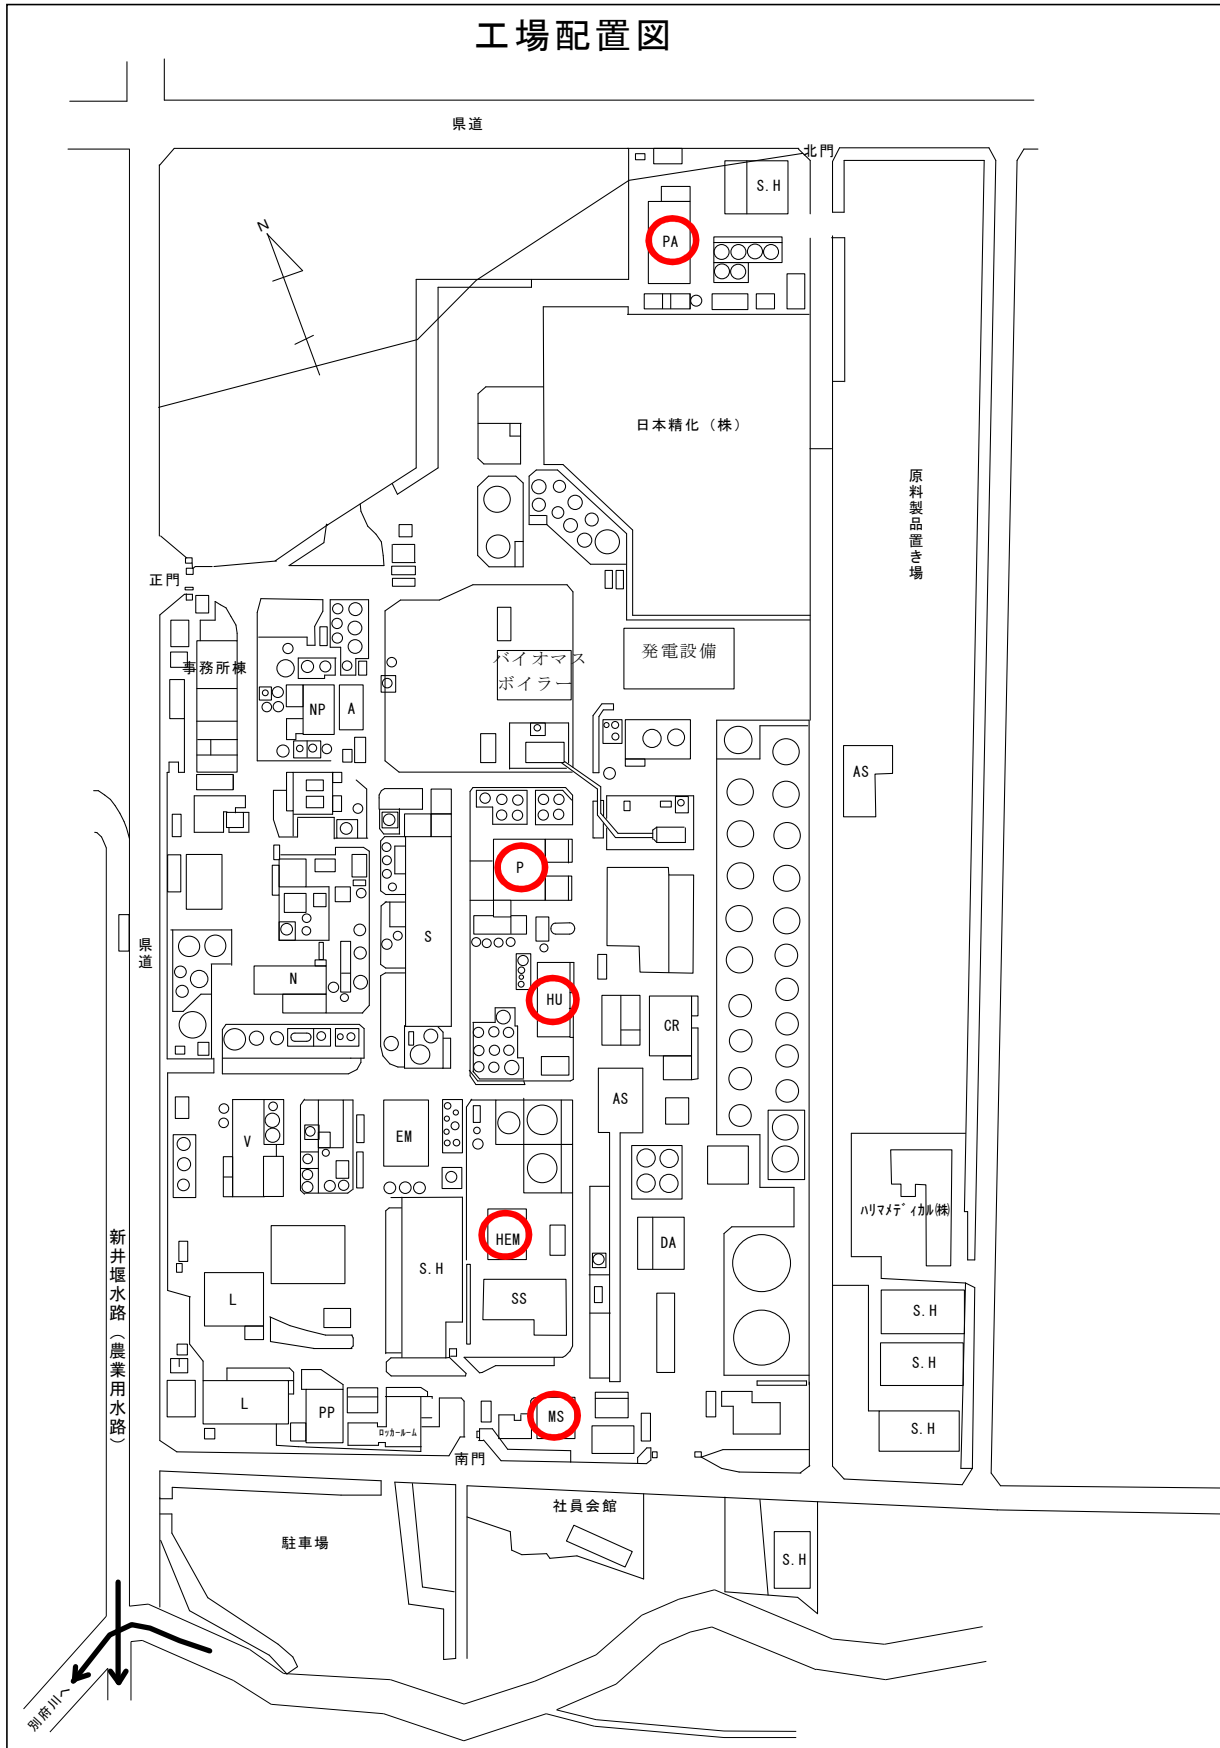 工場配置図
県道
北門
S.H
N
PA
日本精化(株)
原料製品置き場
正門
事務所棟
バイオマス
ボイラー
発電設備
NP
A
AS
P
S
県道
N
HU
CR
AS
V
EM
ハリマメディカル(株)
HEM
DA
新井堰水路(農業用水路)
S.H
L
SS
S.H
S.H
L
PP
ロッカールーム
MS
S.H
南門
社員会館
駐車場
S.H
別府川へ